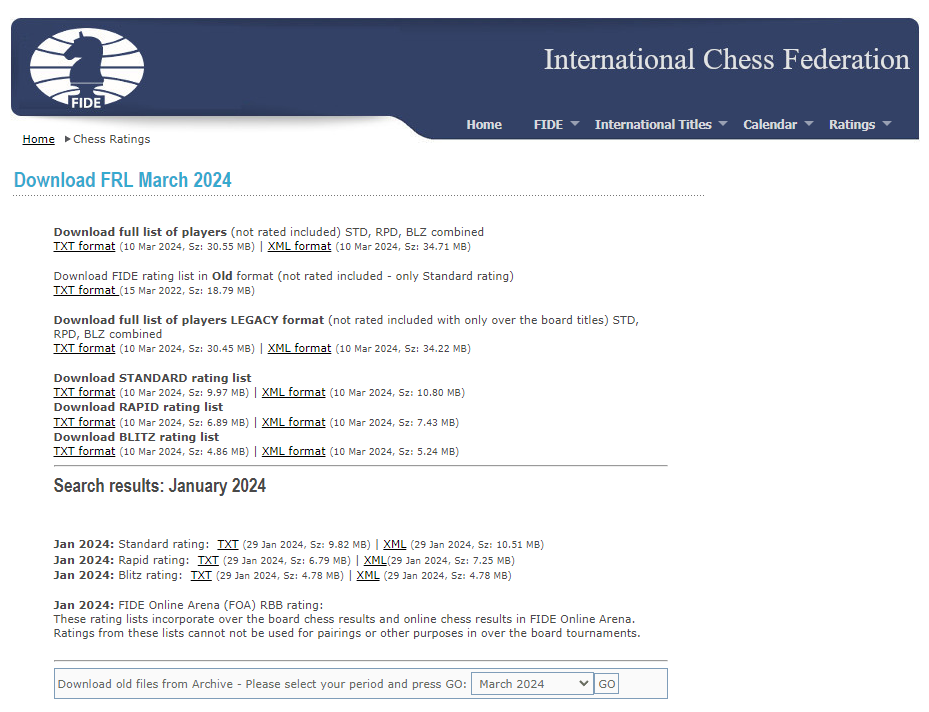 FIDE
International Chess Federation
Home FIDE International Titles Calendar Ratings
Home Chess Ratings
Download FRL March 2024
Download full list of players (not rated included) STD, RPD, BLZ combined
TXT format (10 Mar 2024, Sz: 30.55 MB) | XML format (10 Mar 2024, Sz: 34.71 MB)
Download FIDE rating list in Old format (not rated included - only Standard rating)
TXT format (15 Mar 2022, Sz: 18.79 MB)
Download full list of players LEGACY format (not rated included with only over the board titles) STD,
RPD, BLZ combined
TXT format (10 Mar 2024, Sz: 30.45 MB) | XML format (10 Mar 2024, Sz: 34.22 MB)
Download STANDARD rating list
TXT format (10 Mar 2024, Sz: 9.97 MB) | XML format (10 Mar 2024, Sz: 10.80 MB)
Download RAPID rating list
TXT format (10 Mar 2024, Sz: 6.89 MB) | XML format (10 Mar 2024, Sz: 7.43 MB)
Download BLITZ rating list
TXT format (10 Mar 2024, Sz: 4.86 MB) | XML format (10 Mar 2024, Sz: 5.24 MB)
Search results: January 2024
Jan 2024: Standard rating: TXT (29 Jan 2024, Sz: 9.82 MB) | XML (29 Jan 2024, Sz: 10.51 MB)
Jan 2024: Rapid rating: TXT (29 Jan 2024, Sz: 6.79 MB) | XML(29 Jan 2024, Sz: 7.25 MB)
Jan 2024: Blitz rating: TXT (29 Jan 2024, Sz: 4.78 MB) | XML (29 Jan 2024, Sz: 4.78 MB)
Jan 2024: FIDE Online Arena (FOA) RBB rating:
These rating lists incorporate over the board chess results and online chess results in FIDE Online Arena.
Ratings from these lists cannot not be used for pairings or other purposes in over the board tournaments.
Download old files from Archive - Please select your period and press GO: March 2024 GO